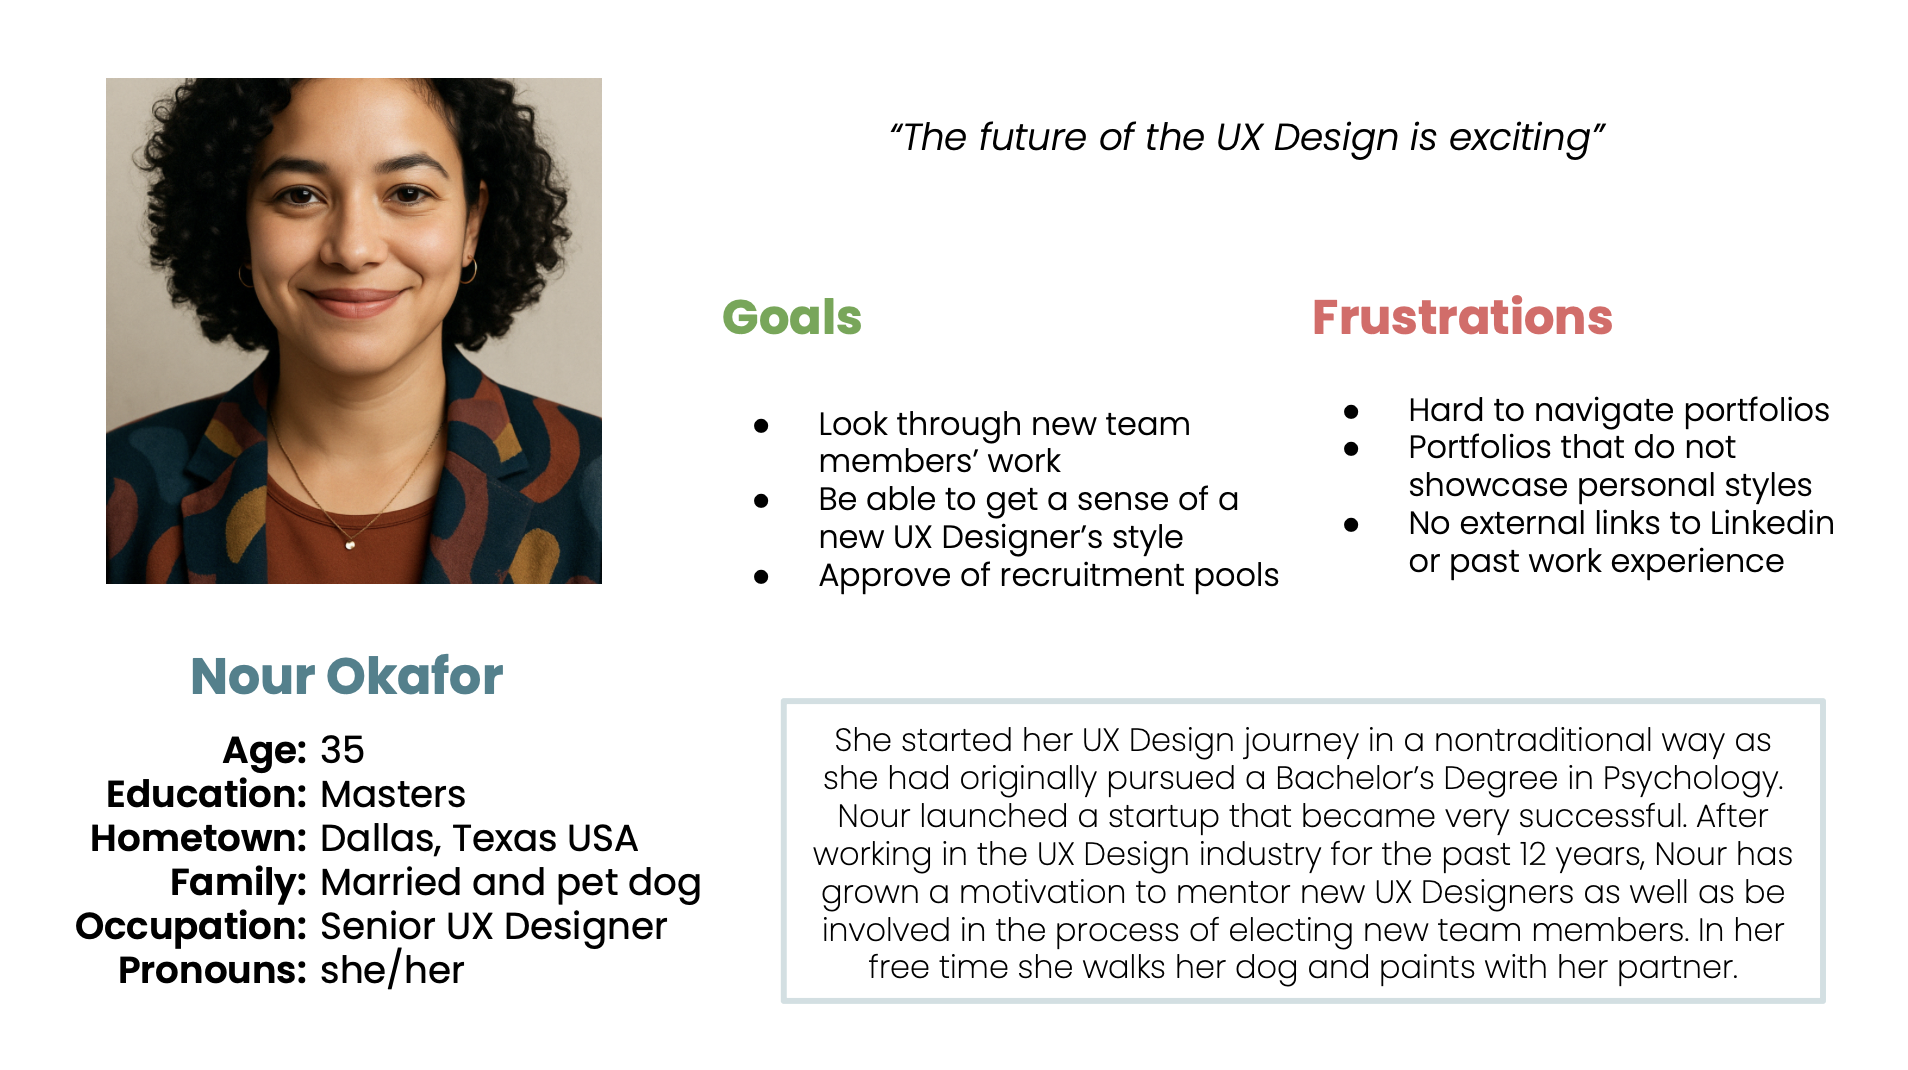 “The future of the UX Design is exciting”
Goals
Look through new team
members’ work
Be able to get a sense of a
new UX Designer’s style
Approve of recruitment pools
Frustrations
Hard to navigate portfolios
Portfolios that do not
showcase personal styles
No external links to Linkedin
or past work experience
Nour Okafor
Age: 35
Education: Masters
Hometown: Dallas, Texas USA
Family: Married and pet dog
Occupation: Senior UX Designer
Pronouns: she/her
She started her UX Design journey in a nontraditional way as
she had originally pursued a Bachelor’s Degree in Psychology.
Nour launched a startup that became very successful. After
working in the UX Design industry for the past 12 years, Nour has
grown a motivation to mentor new UX Designers as well as be
involved in the process of electing new team members. In her
free time she walks her dog and paints with her partner.